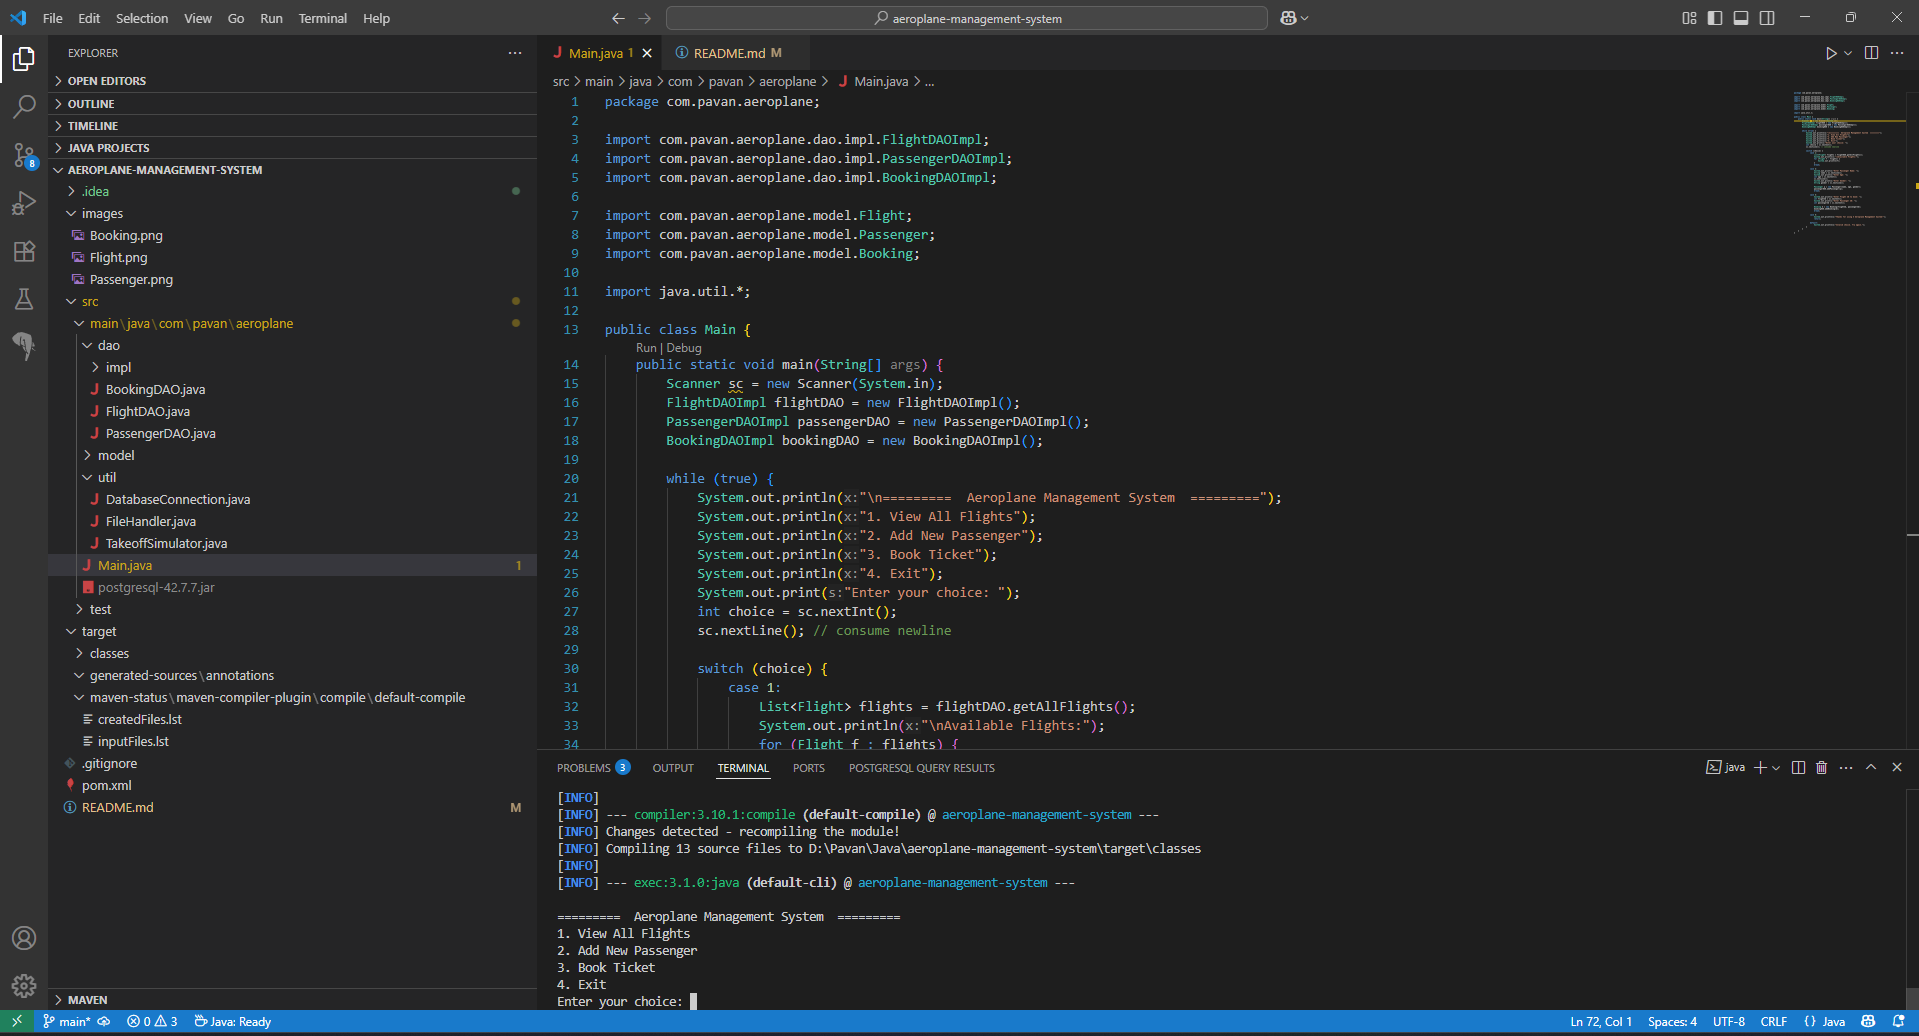 File Edit Selection View Go Run Terminal Help
aeroplane-management-system
EXPLORER
OPEN EDITORS
OUTLINE
TIMELINE
JAVA PROJECTS
AEROPLANE-MANAGEMENT-SYSTEM
.idea
images
Booking.png
Flight.png
Passenger.png
src
main\java\com\pavan\aeroplane
dao
impl
BookingDAO.java
FlightDAO.java
PassengerDAO.java
model
util
DatabaseConnection.java
FileHandler.java
TakeoffSimulator.java
Main.java 1
postgresql-42.7.7.jar
test
target
classes
generated-sources\annotations
maven-status\maven-compiler-plugin\compile\default-compile
createdFiles.lst
inputFiles.lst
.gitignore
pom.xml
README.md M
MAVEN
8
Main.java 1 README.md M
src > main > java > com > pavan > aeroplane > Main.java > ...
1 package com.pavan.aeroplane;
2
3 import com.pavan.aeroplane.dao.impl.FlightDAOImpl;
4 import com.pavan.aeroplane.dao.impl.PassengerDAOImpl;
5 import com.pavan.aeroplane.dao.impl.BookingDAOImpl;
6
7 import com.pavan.aeroplane.model.Flight;
8 import com.pavan.aeroplane.model.Passenger;
9 import com.pavan.aeroplane.model.Booking;
10
11 import java.util.*;
12
13 public class Main {
Run | Debug
14 public static void main(String[] args) {
15 Scanner sc = new Scanner(System.in);
16 FlightDAOImpl flightDAO = new FlightDAOImpl();
17 PassengerDAOImpl passengerDAO = new PassengerDAOImpl();
18 BookingDAOImpl bookingDAO = new BookingDAOImpl();
19
20 while (true) {
21 System.out.println(x:"\n=========  Aeroplane Management System  =========");
22 System.out.println(x:"1. View All Flights");
23 System.out.println(x:"2. Add New Passenger");
24 System.out.println(x:"3. Book Ticket");
25 System.out.println(x:"4. Exit");
26 System.out.print(s:"Enter your choice: ");
27 int choice = sc.nextInt();
28 sc.nextLine(); // consume newline
29
30 switch (choice) {
31 case 1:
32 List<Flight> flights = flightDAO.getAllFlights();
33 System.out.println(x:"\nAvailable Flights:");
34 for (Flight f : flights) {
PROBLEMS 3 OUTPUT TERMINAL PORTS POSTGRESQL QUERY RESULTS java
[INFO]
[INFO] --- compiler:3.10.1:compile (default-compile) @ aeroplane-management-system ---
[INFO] Changes detected - recompiling the module!
[INFO] Compiling 13 source files to D:\Pavan\Java\aeroplane-management-system\target\classes
[INFO]
[INFO] --- exec:3.1.0:java (default-cli) @ aeroplane-management-system ---
=========  Aeroplane Management System  =========
1. View All Flights
2. Add New Passenger
3. Book Ticket
4. Exit
Enter your choice:
main* 0 3 Java: Ready Ln 72, Col 1 Spaces: 4 UTF-8 CRLF {} Java